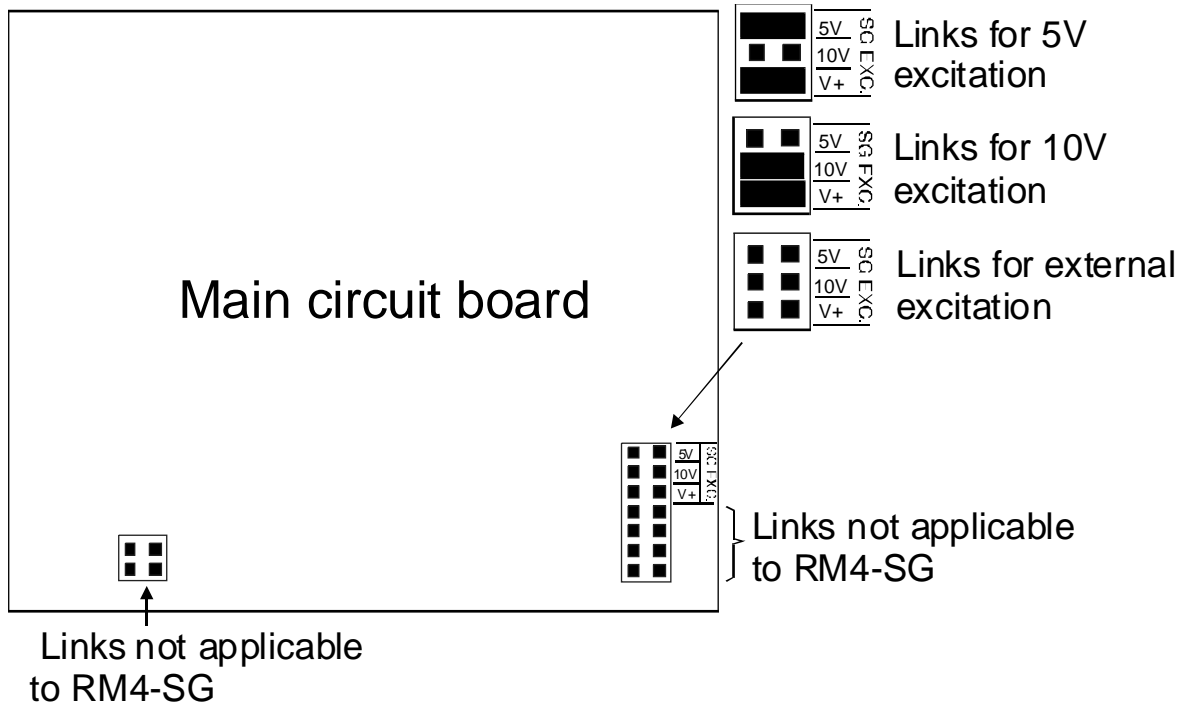 5V
10V
V+
SG EXC.
Links for 5V
excitation
5V
10V
V+
SG EXC.
Links for 10V
excitation
5V
10V
V+
SG EXC.
Links for external
excitation
Main circuit board
5V
10V
V+
SG EXC.
Links not applicable
to RM4-SG
Links not applicable
to RM4-SG